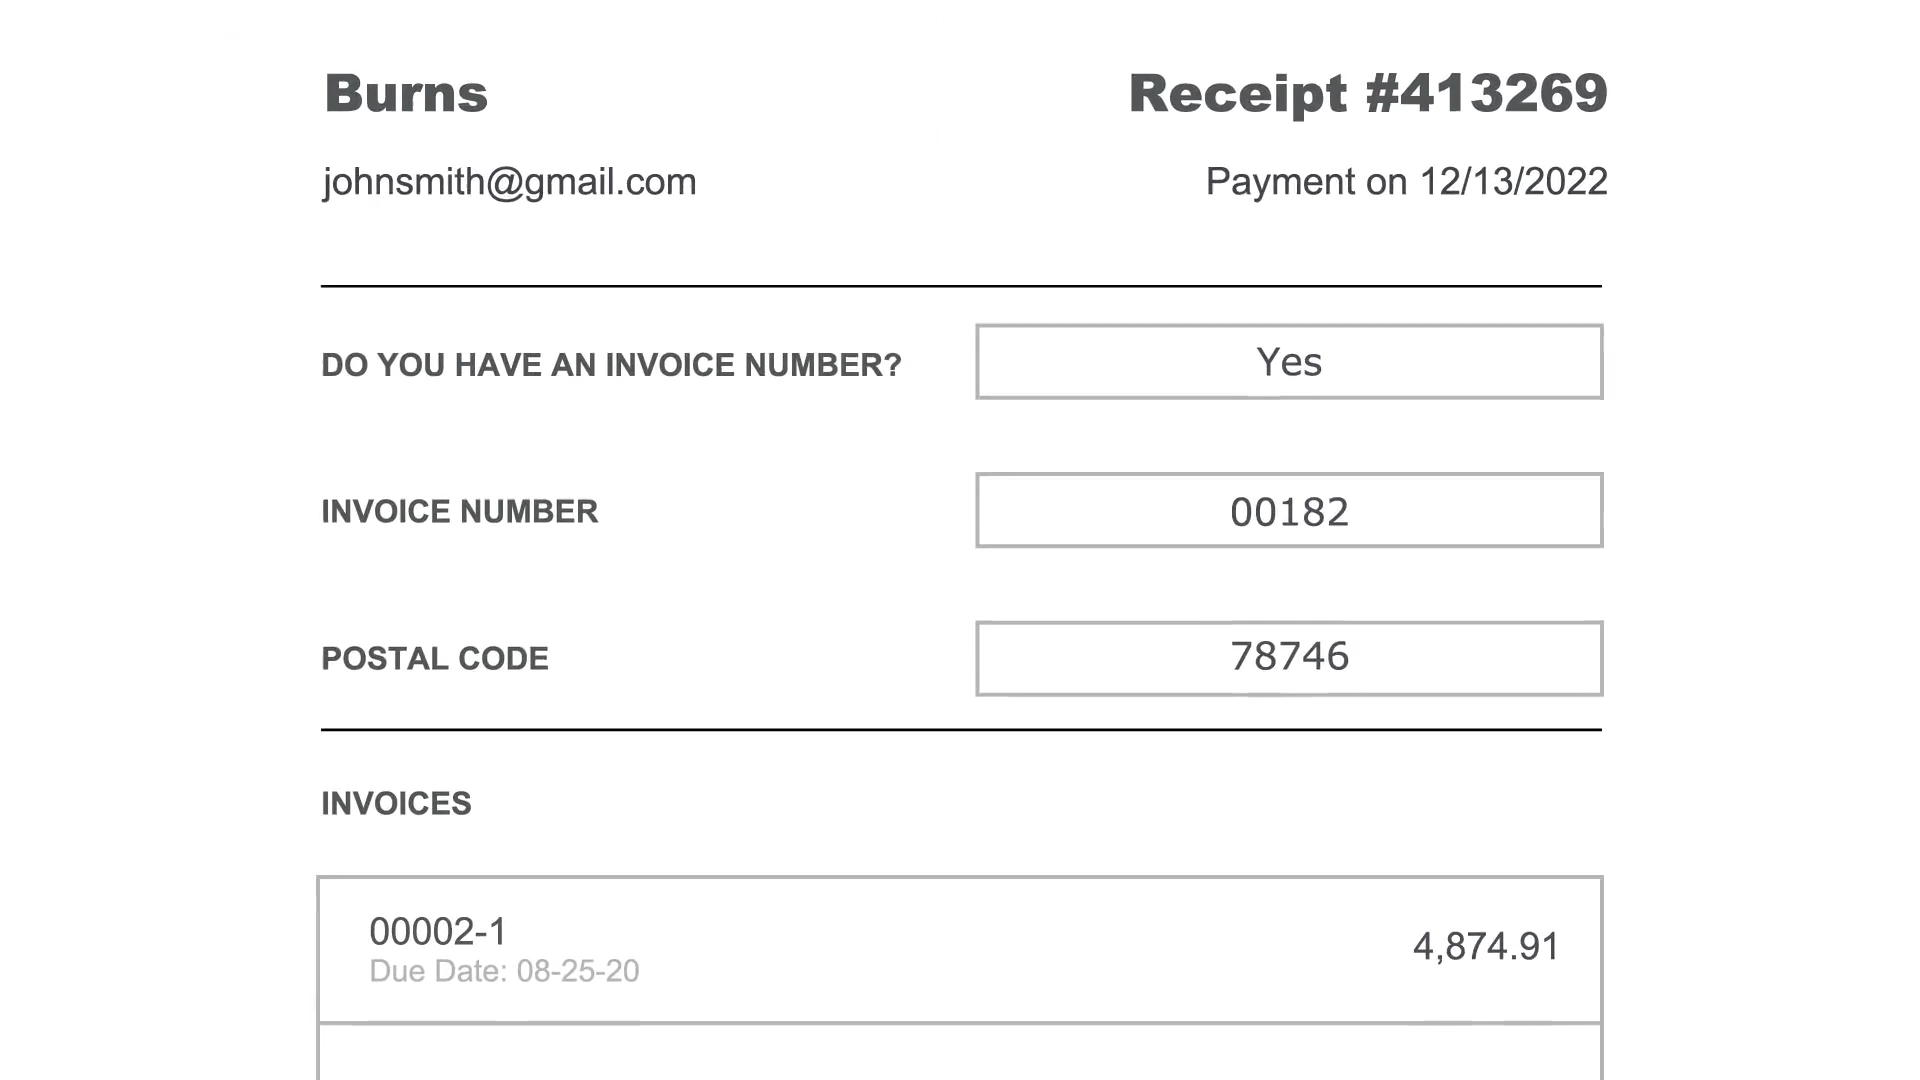 Burns
Receipt #413269
johnsmith@gmail.com
Payment on 12/13/2022
DO YOU HAVE AN INVOICE NUMBER?
Yes
INVOICE NUMBER
00182
POSTAL CODE
78746
INVOICES
00002-1
4,874.91
Due Date: 08-25-20